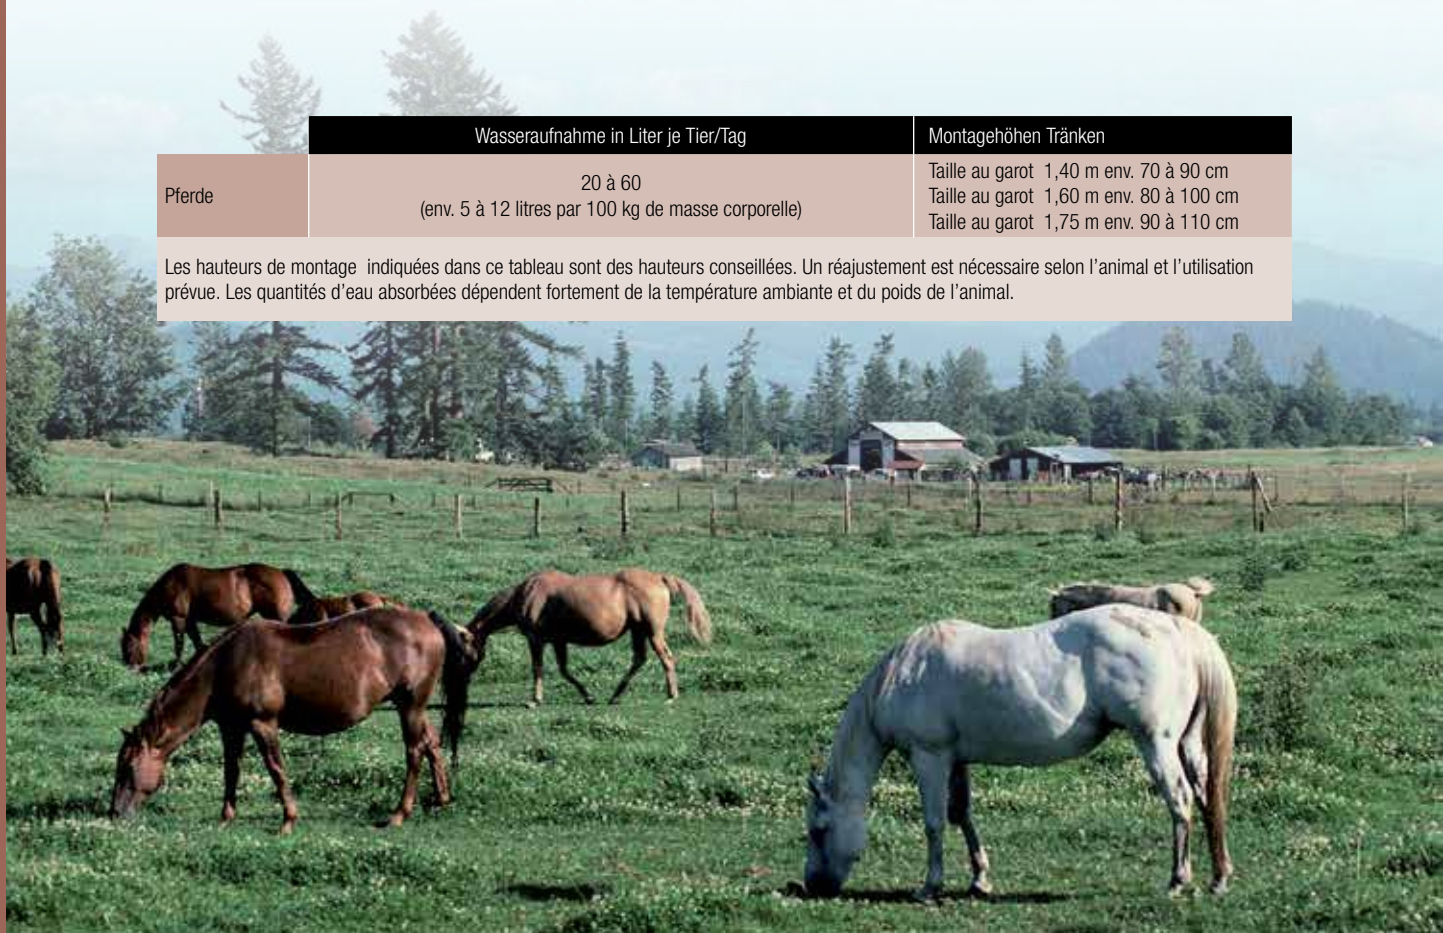 Wasseraufnahme in Liter je Tier/Tag
Montagehöhen Tränken
Pferde
20 à 60
(env. 5 à 12 litres par 100 kg de masse corporelle)
Taille au garot 1,40 m env. 70 à 90 cm
Taille au garot 1,60 m env. 80 à 100 cm
Taille au garot 1,75 m env. 90 à 110 cm
Les hauteurs de montage indiquées dans ce tableau sont des hauteurs conseillées. Un réajustement est nécessaire selon l’animal et l’utilisation
prévue. Les quantités d’eau absorbées dépendent fortement de la température ambiante et du poids de l’animal.